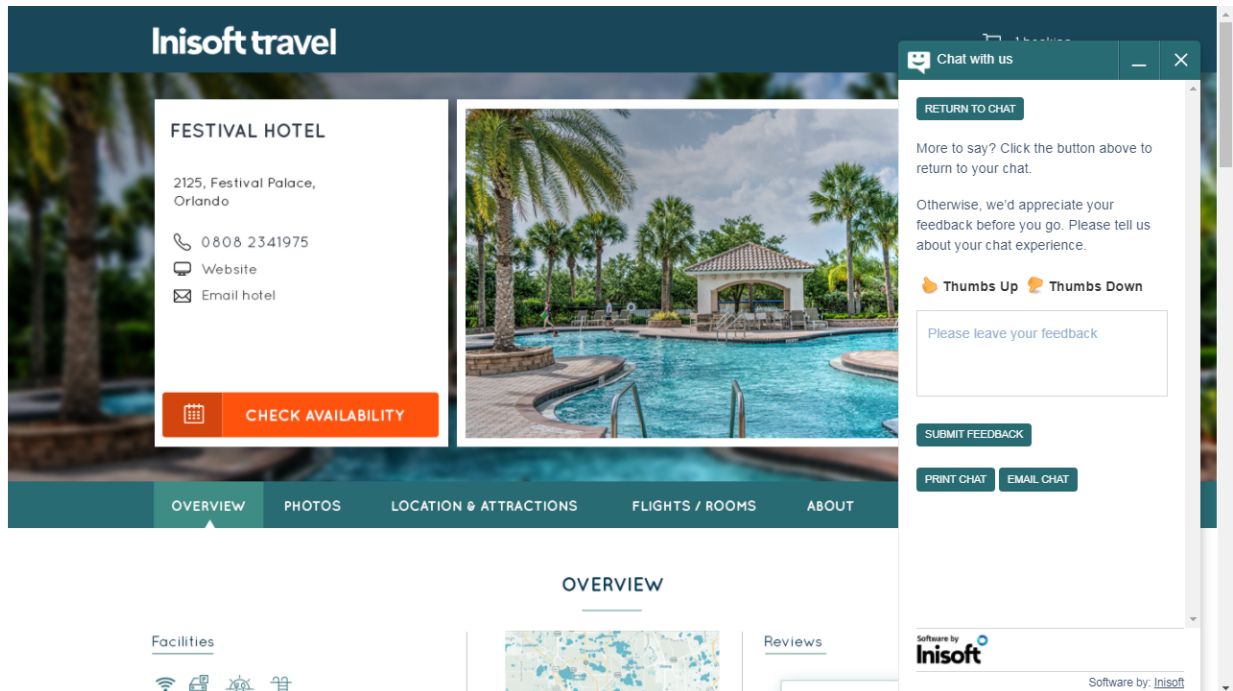 Inisoft travel
1 booking
FESTIVAL HOTEL
2125, Festival Palace,
Orlando
0808 2341975
Website
Email hotel
CHECK AVAILABILITY
OVERVIEW
PHOTOS
LOCATION & ATTRACTIONS
FLIGHTS / ROOMS
ABOUT
OVERVIEW
Facilities
Reviews
Chat with us
RETURN TO CHAT
More to say? Click the button above to
return to your chat.
Otherwise, we'd appreciate your
feedback before you go. Please tell us
about your chat experience.
Thumbs Up Thumbs Down
Please leave your feedback
SUBMIT FEEDBACK
PRINT CHAT EMAIL CHAT
Software by
Inisoft
Software by: Inisoft